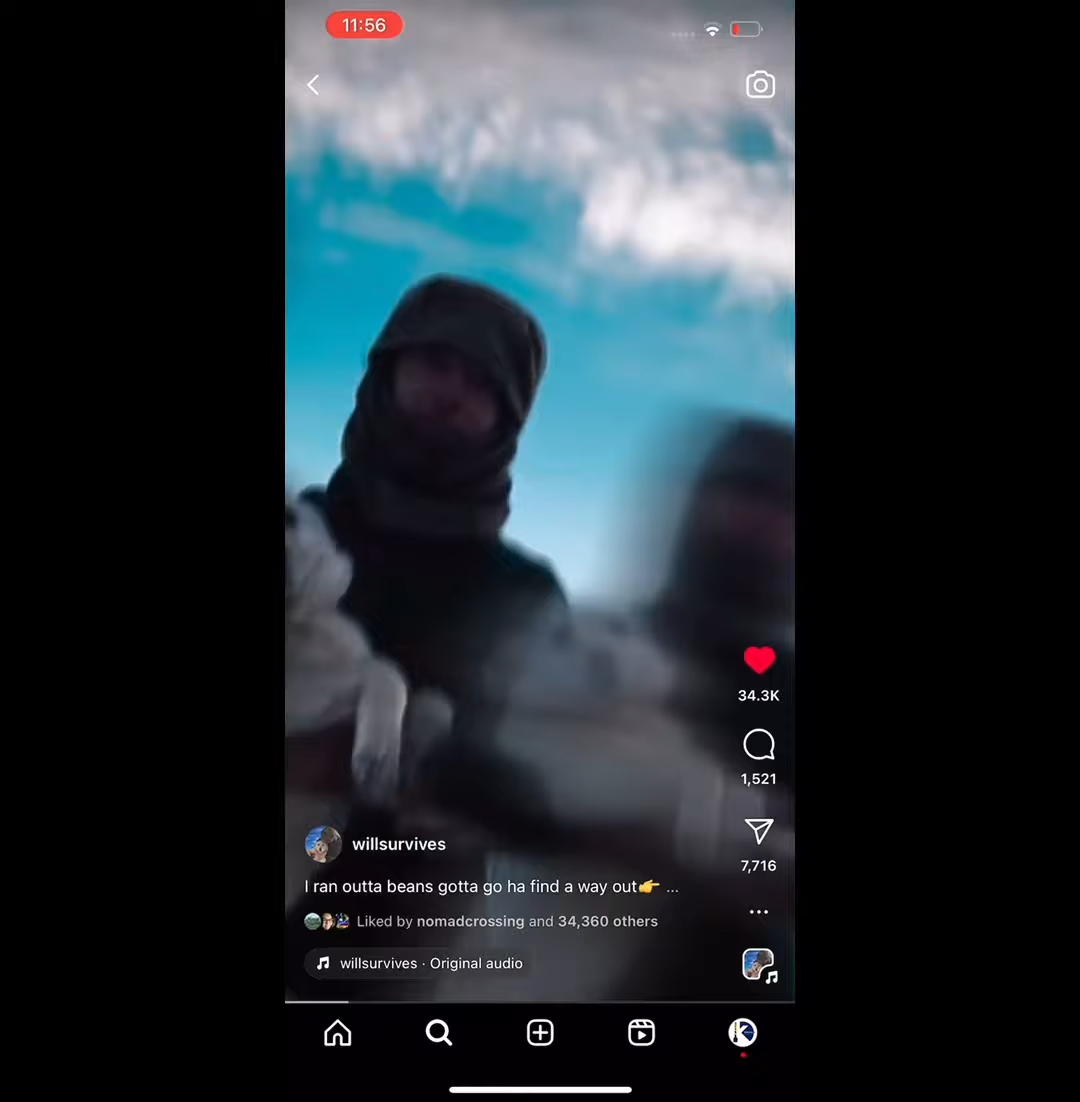 11:56
34.3K
1,521
7,716
willsurvives
I ran outta beans gotta go ha find a way out👉 ...
Liked by nomadcrossing and 34,360 others
willsurvives · Original audio